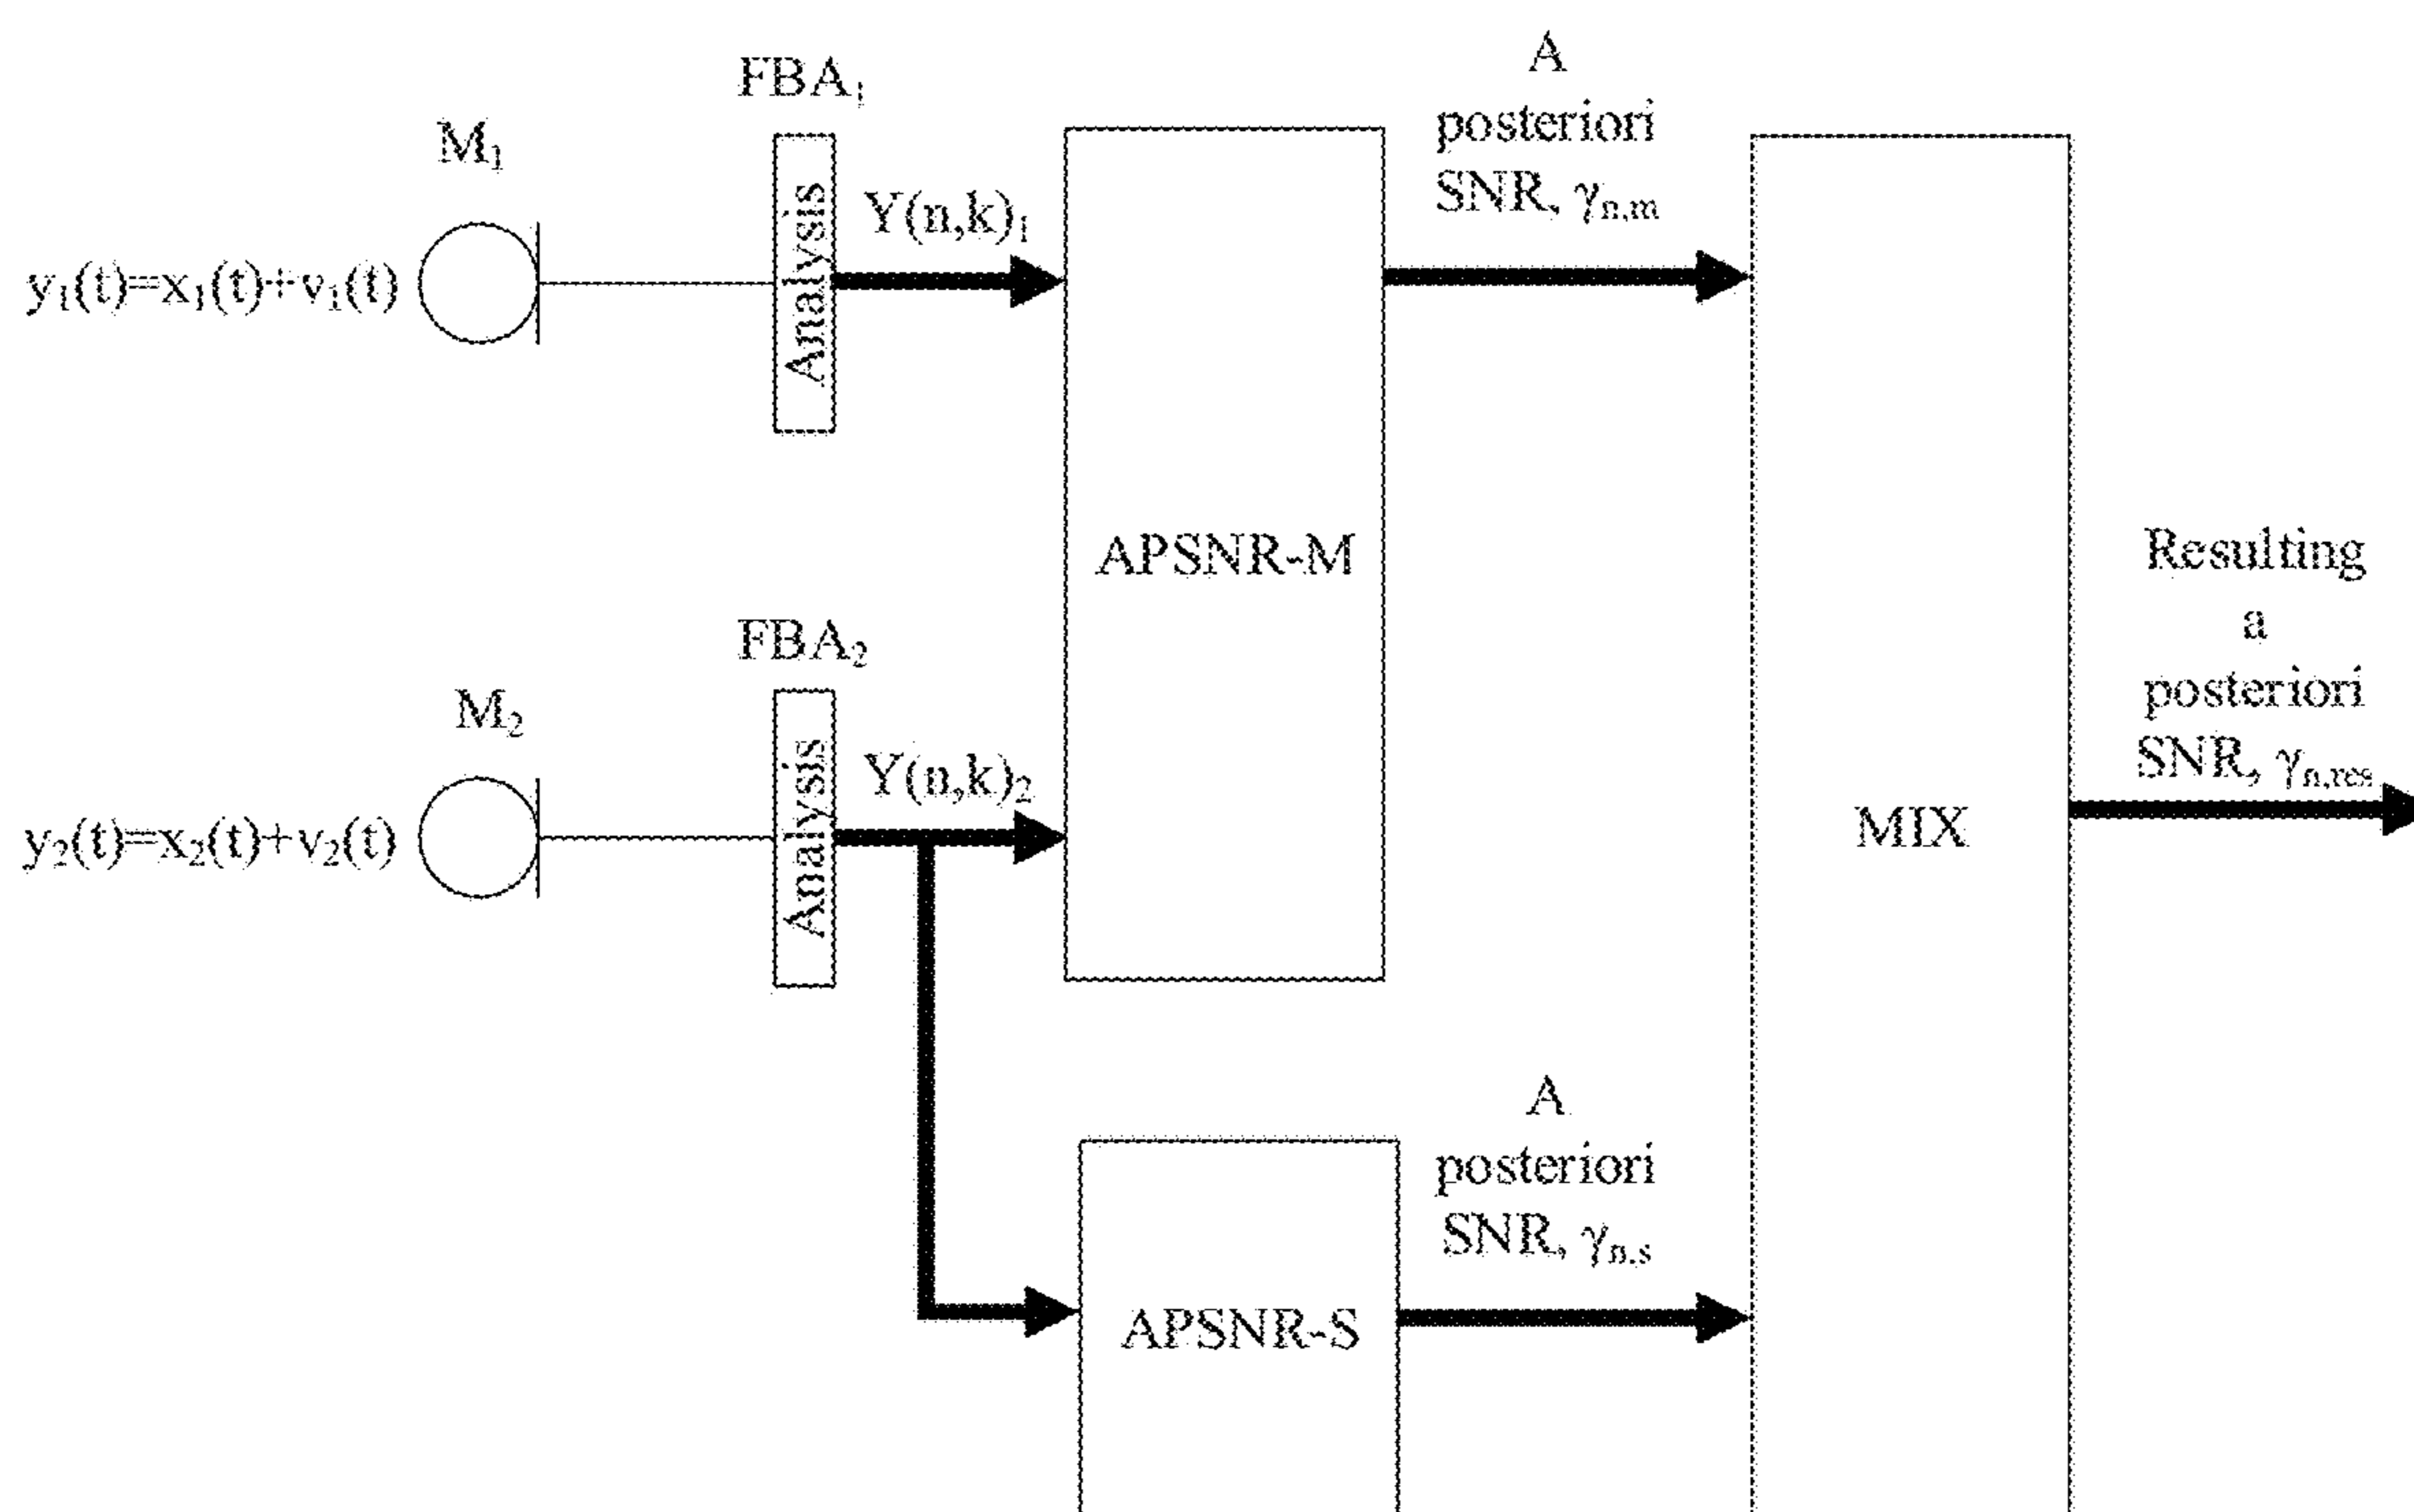 FBA₁
M₁
Analysis
Y(n,k)₁
y₁(t)=x₁(t)+v₁(t)
A
posteriori
SNR, γₙ,ₘ
APSNR-M
FBA₂
M₂
Analysis
Y(n,k)₂
y₂(t)=x₂(t)+v₂(t)
MIX
Resulting
a
posteriori
SNR, γn,res
A
posteriori
SNR, γn,s
APSNR-S